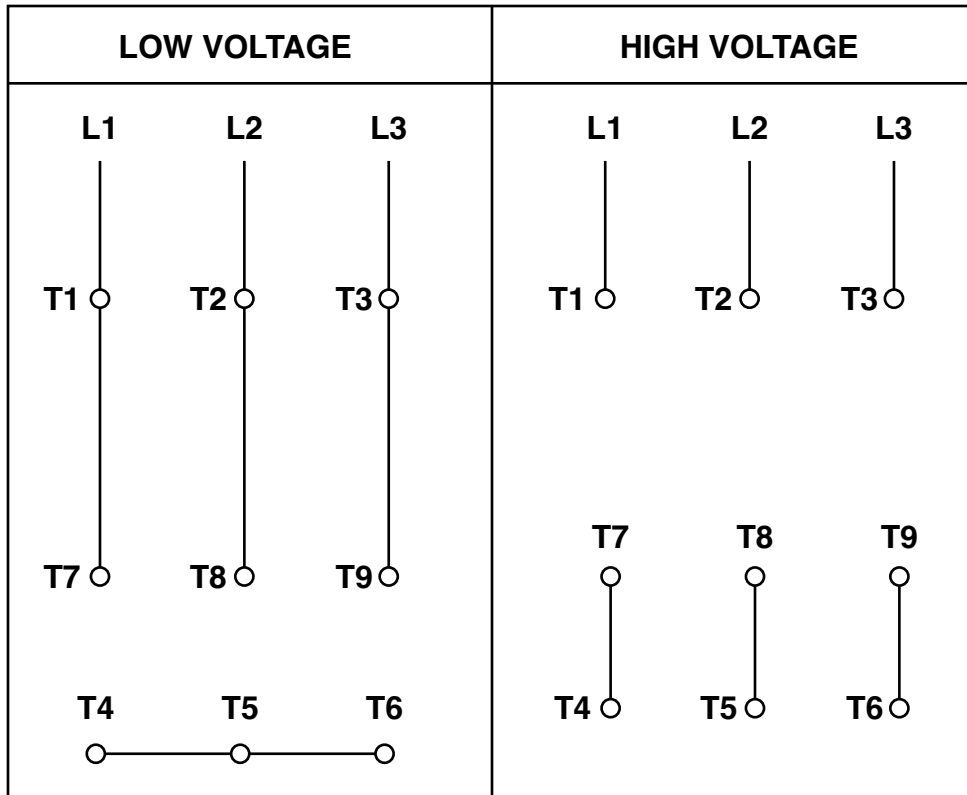 LOW VOLTAGE
L1 L2 L3
T1 T2 T3
T7 T8 T9
T4 T5 T6
HIGH VOLTAGE
L1 L2 L3
T1 T2 T3
T7 T8 T9
T4 T5 T6